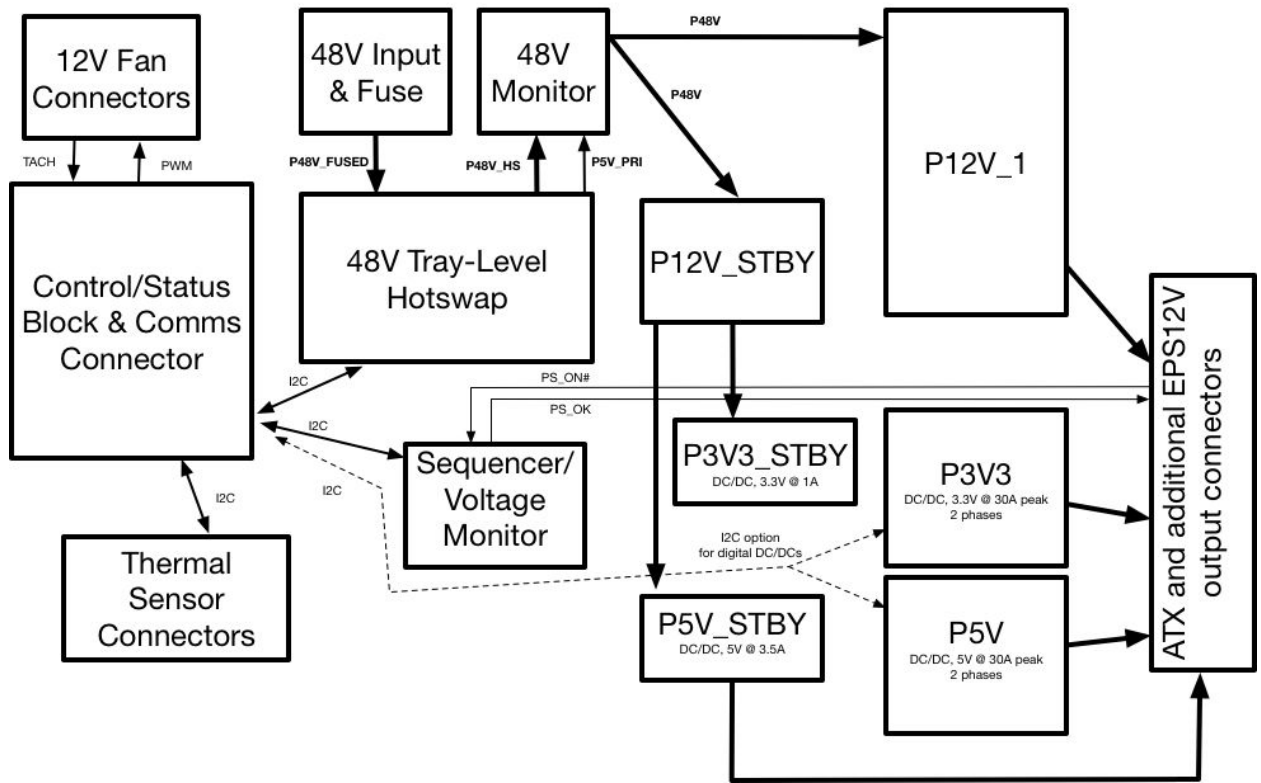 P48V
12V Fan
Connectors
48V Input
& Fuse
48V
Monitor
P48V
P12V_1
TACH
PWM
P48V_FUSED
P48V_HS
P5V_PRI
Control/Status
Block & Comms
Connector
48V Tray-Level
Hotswap
P12V_STBY
ATX and additional EPS12V
output connectors
I2C
PS_ON#
PS_OK
I2C
I2C
I2C
Sequencer/
Voltage
Monitor
P3V3_STBY
DC/DC, 3.3V @ 1A
P3V3
DC/DC, 3.3V @ 30A peak
2 phases
I2C option
for digital DC/DCs
Thermal
Sensor
Connectors
P5V_STBY
DC/DC, 5V @ 3.5A
P5V
DC/DC, 5V @ 30A peak
2 phases